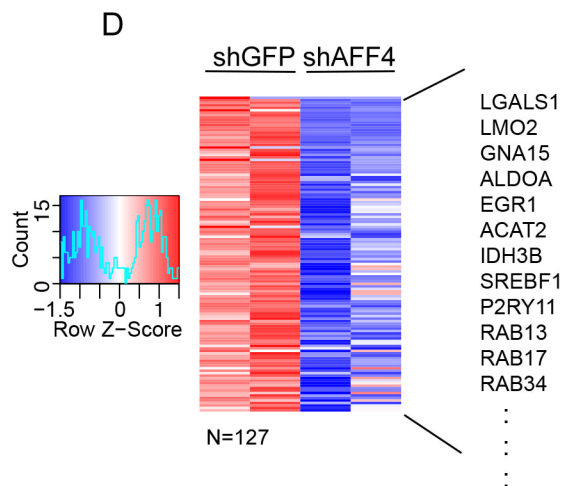 D
shGFP shAFF4
LGALS1
LMO2
GNA15
ALDOA
EGR1
ACAT2
IDH3B
SREBF1
P2RY11
RAB13
RAB17
RAB34
Count
15
0
−1.5 0 1
Row Z-Score
N=127